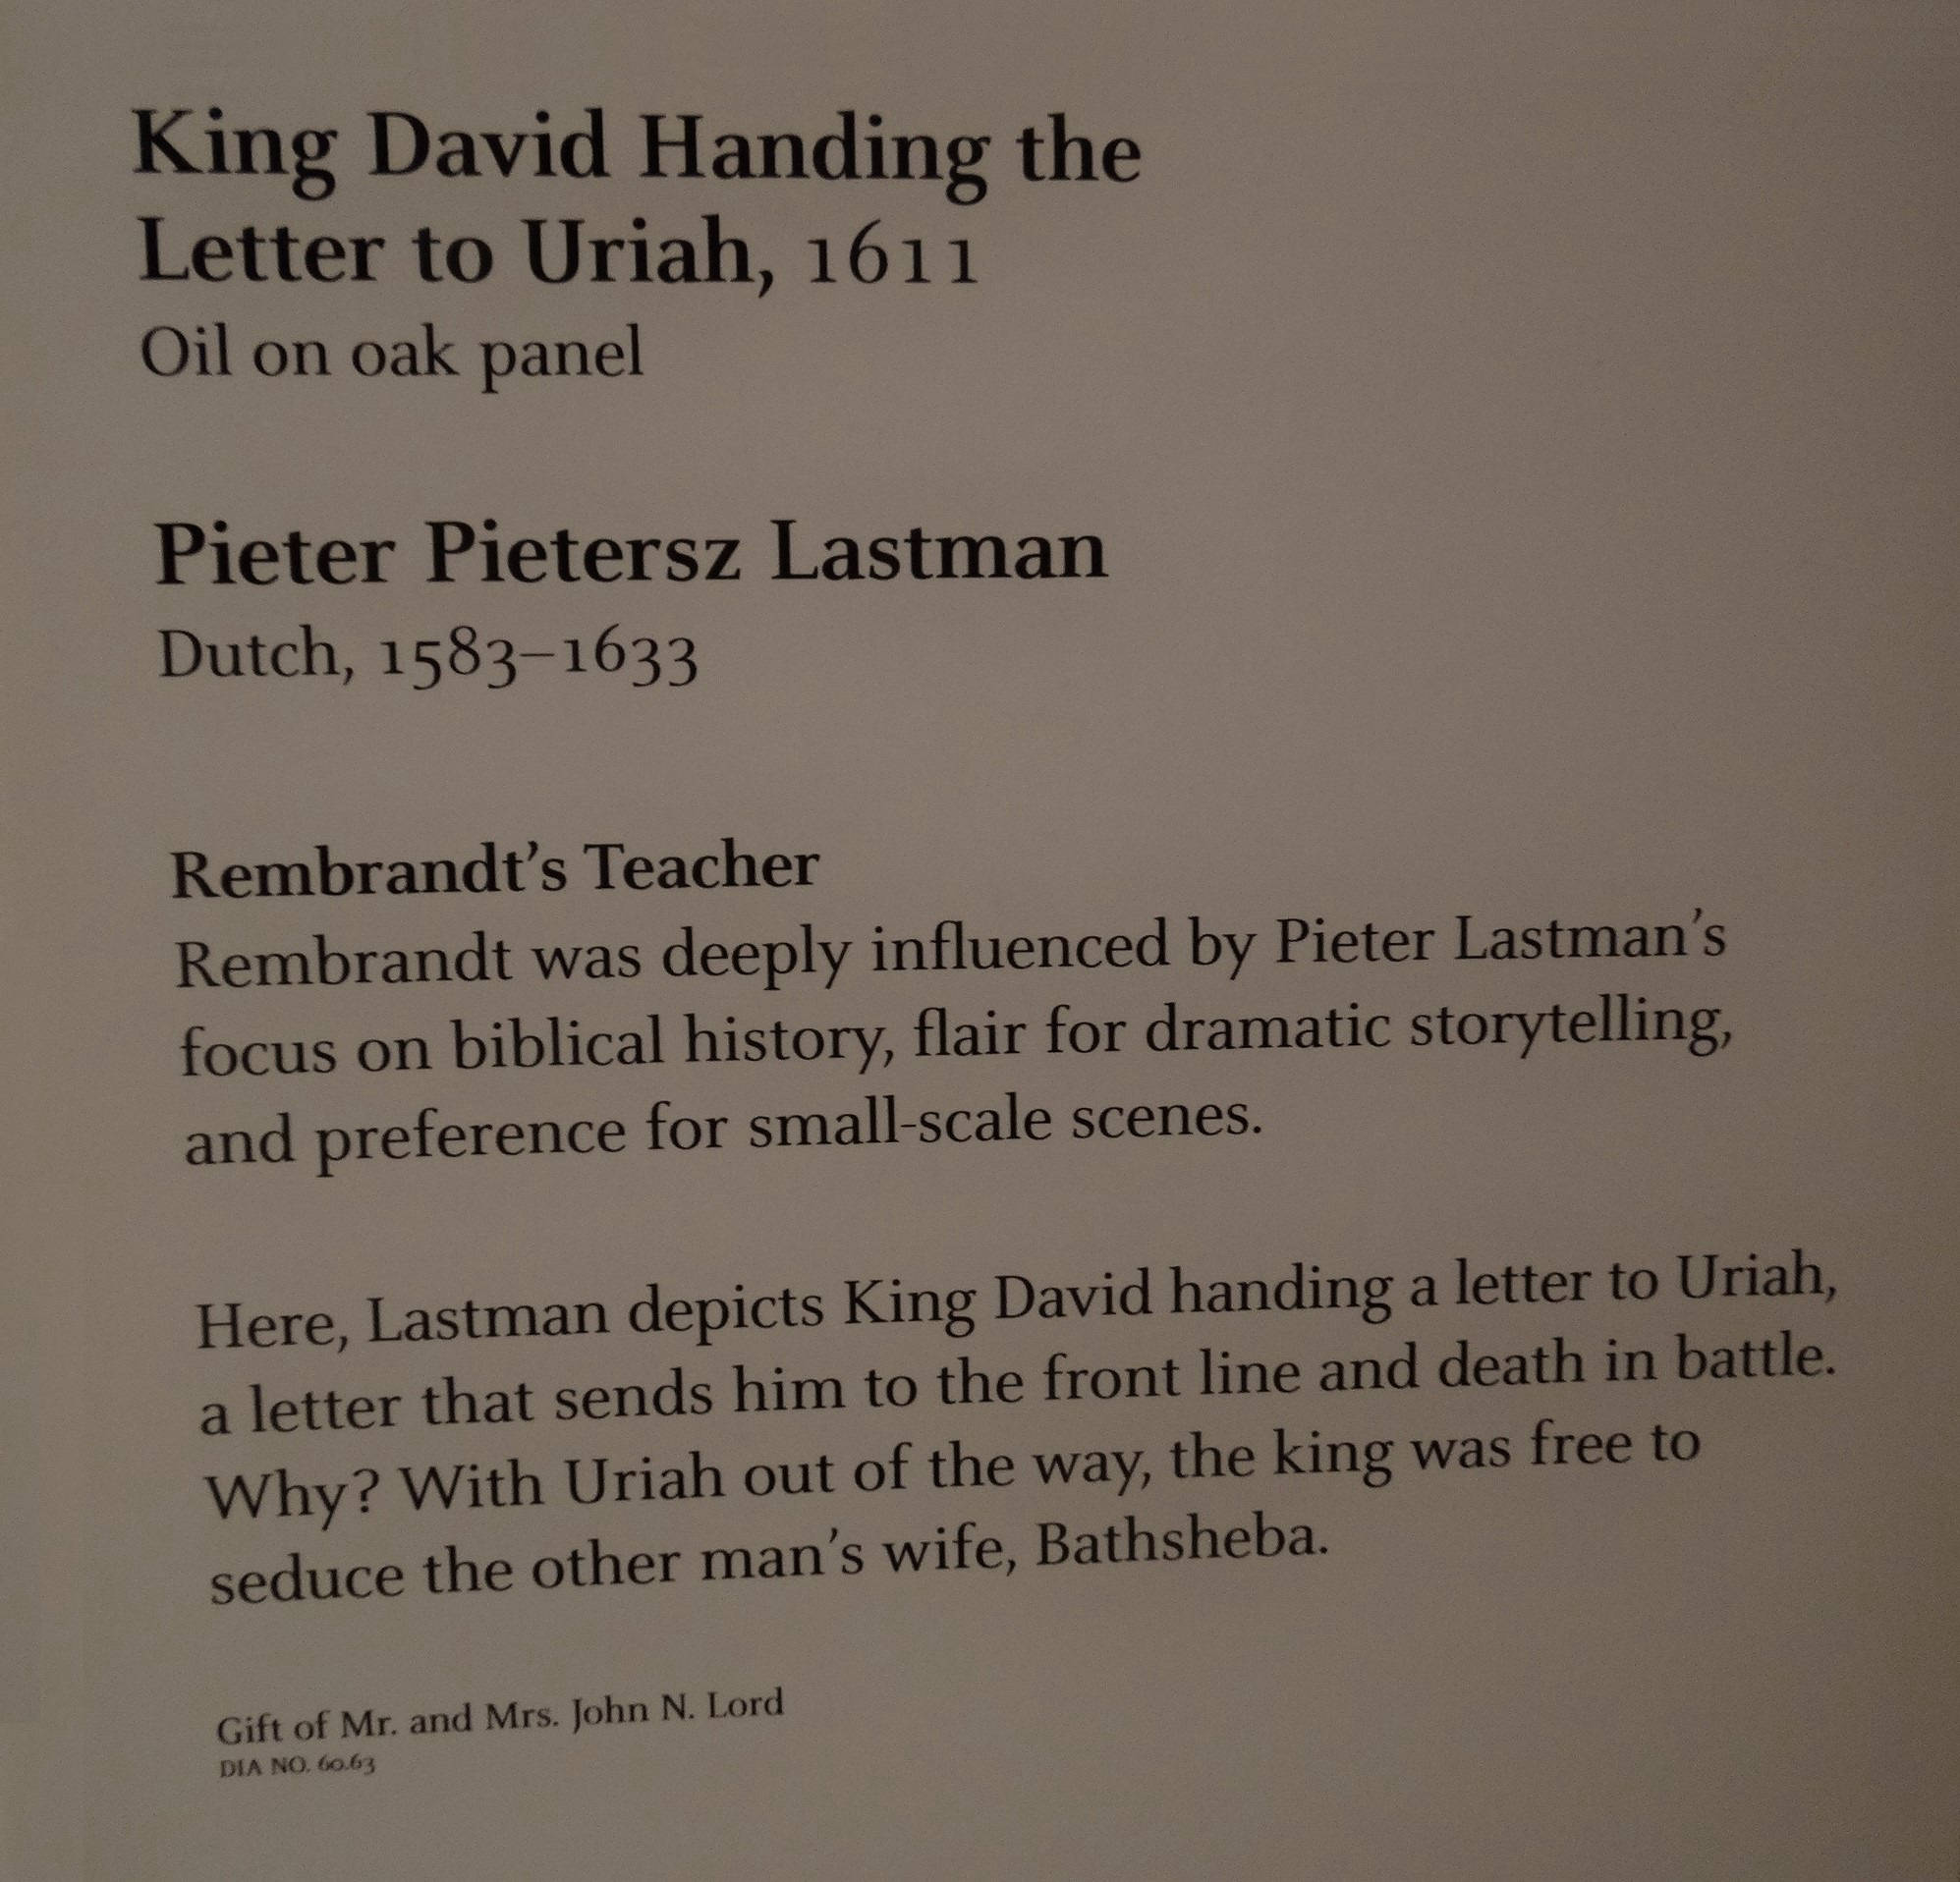 King David Handing the
Letter to Uriah, 1611
Oil on oak panel
Pieter Pietersz Lastman
Dutch, 1583–1633
Rembrandt’s Teacher
Rembrandt was deeply influenced by Pieter Lastman’s
focus on biblical history, flair for dramatic storytelling,
and preference for small-scale scenes.
Here, Lastman depicts King David handing a letter to Uriah,
a letter that sends him to the front line and death in battle.
Why? With Uriah out of the way, the king was free to
seduce the other man’s wife, Bathsheba.
Gift of Mr. and Mrs. John N. Lord
DIA NO. 60.63